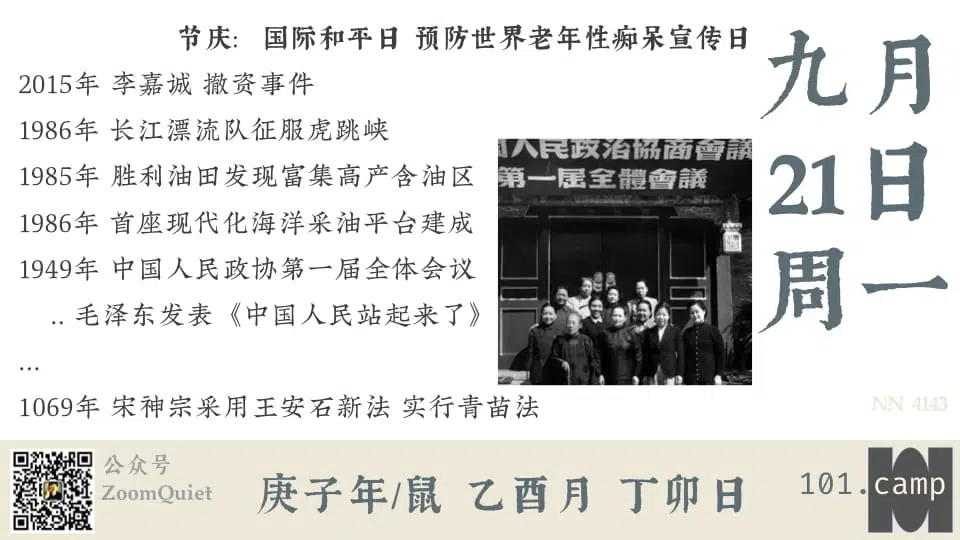 节庆: 国际和平日 预防世界老年性痴呆宣传日
2015年 李嘉诚 撤资事件
1986年 长江漂流队征服虎跳峡
1985年 胜利油田发现富集高产含油区
1986年 首座现代化海洋采油平台建成
1949年 中国人民政协第一届全体会议
.. 毛泽东发表《中国人民站起来了》
...
1069年 宋神宗采用王安石新法 实行青苗法
人民政治協商會議
第一届全體會議
九月
21日
周一
NN 4143
公众号
ZoomQuiet
庚子年/鼠 乙酉月 丁卯日
101.camp